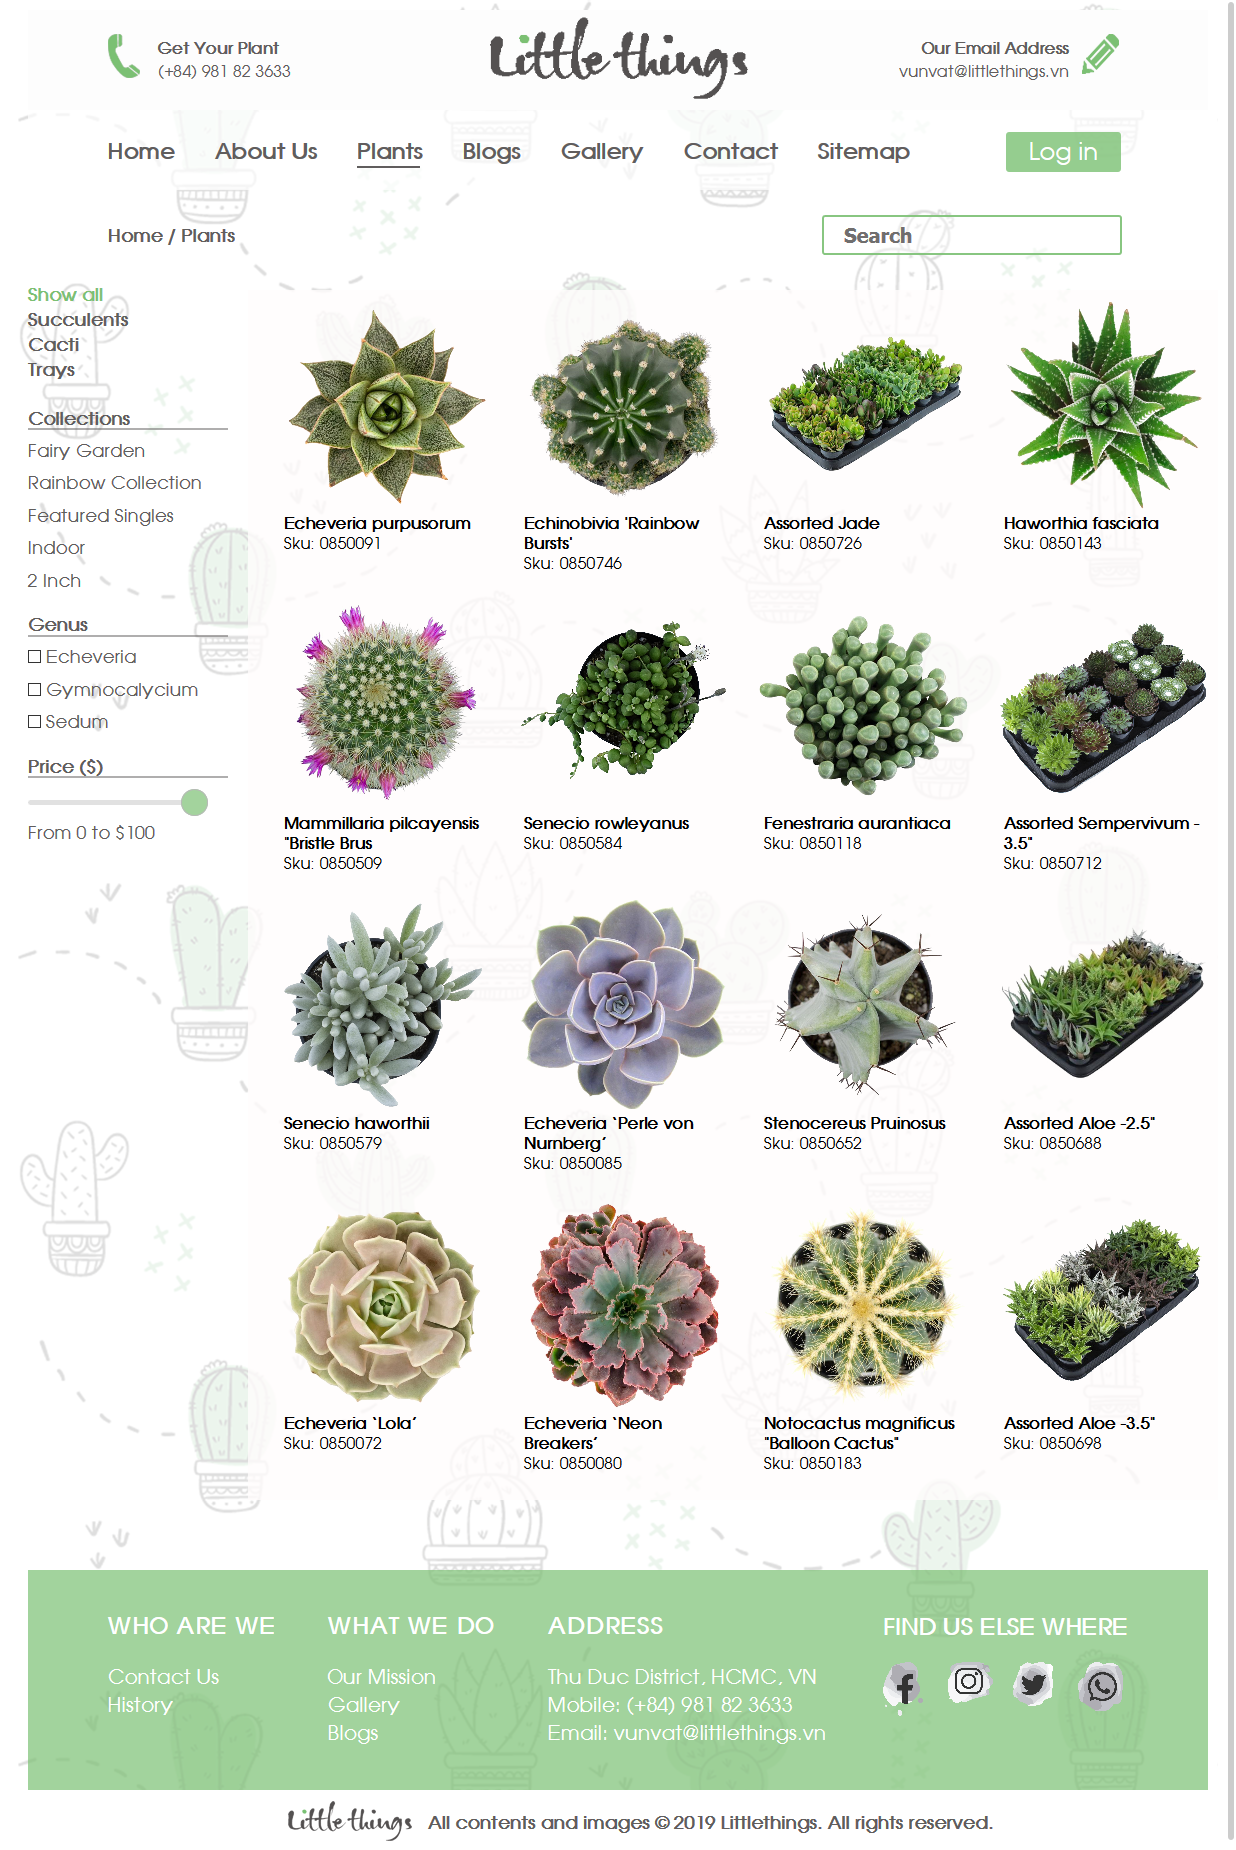 Get Your Plant
(+84) 981 82 3633
Little things
Our Email Address
vunvat@littlethings.vn
Home About Us Plants Blogs Gallery Contact Sitemap Log in
Home / Plants
Search
Show all
Succulents
Cacti
Trays
Collections
Fairy Garden
Rainbow Collection
Featured Singles
Indoor
2 Inch
Genus
Echeveria
Gymnocalycium
Sedum
Price ($)
From 0 to $100
Echeveria purpusorum
Sku: 0850091
Echinobivia 'Rainbow
Bursts'
Sku: 0850746
Assorted Jade
Sku: 0850726
Haworthia fasciata
Sku: 0850143
Mammillaria pilcayensis
"Bristle Brus
Sku: 0850509
Senecio rowleyanus
Sku: 0850584
Fenestraria aurantiaca
Sku: 0850118
Assorted Sempervivum -
3.5"
Sku: 0850712
Senecio haworthii
Sku: 0850579
Echeveria ‘Perle von
Nurnberg’
Sku: 0850085
Stenocereus Pruinosus
Sku: 0850652
Assorted Aloe -2.5"
Sku: 0850688
Echeveria ‘Lola’
Sku: 0850072
Echeveria ‘Neon
Breakers’
Sku: 0850080
Notocactus magnificus
"Balloon Cactus"
Sku: 0850183
Assorted Aloe -3.5"
Sku: 0850698
WHO ARE WE
Contact Us
History
WHAT WE DO
Our Mission
Gallery
Blogs
ADDRESS
Thu Duc District, HCMC, VN
Mobile: (+84) 981 82 3633
Email: vunvat@littlethings.vn
FIND US ELSE WHERE
Little things All contents and images © 2019 Littlethings. All rights reserved.